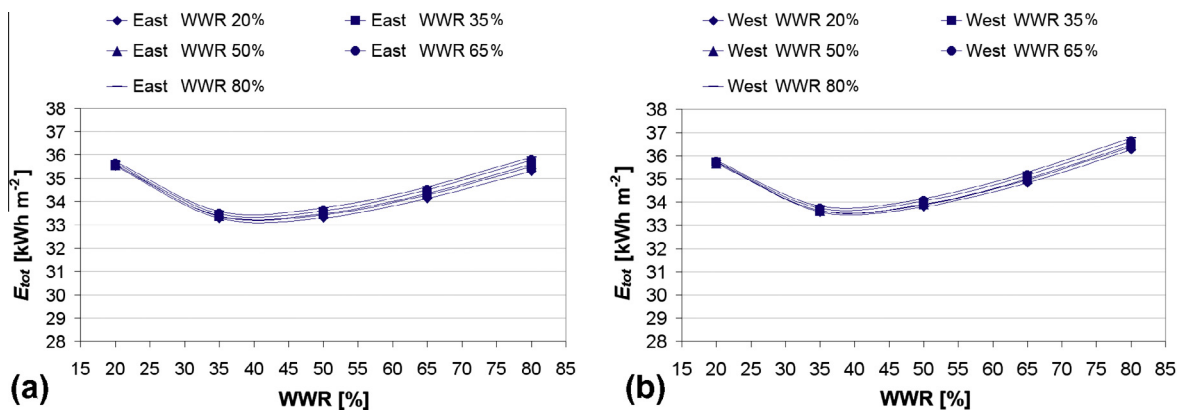 East WWR 20%
East WWR 35%
East WWR 50%
East WWR 65%
East WWR 80%
38
37
36
35
34
33
32
31
30
29
28
E_tot [kWh m-2]
15 20 25 30 35 40 45 50 55 60 65 70 75 80 85
WWR [%]
(a)
West WWR 20%
West WWR 35%
West WWR 50%
West WWR 65%
West WWR 80%
38
37
36
35
34
33
32
31
30
29
28
E_tot [kWh m-2]
15 20 25 30 35 40 45 50 55 60 65 70 75 80 85
WWR [%]
(b)